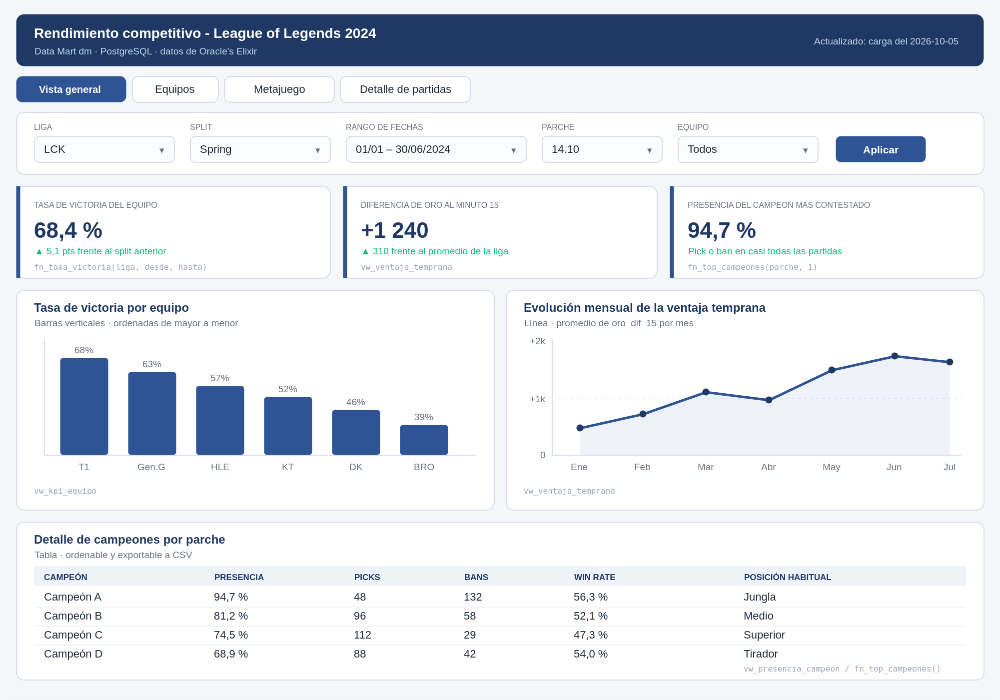 Rendimiento competitivo - League of Legends 2024
Data Mart dm · PostgreSQL · datos de Oracle's Elixir
Actualizado: carga del 2026-10-05
Vista general
Equipos
Metajuego
Detalle de partidas
LIGA
SPLIT
RANGO DE FECHAS
PARCHE
EQUIPO
LCK ▼
Spring ▼
01/01 – 30/06/2024 ▼
14.10 ▼
Todos ▼
Aplicar
TASA DE VICTORIA DEL EQUIPO
68,4 %
▲ 5,1 pts frente al split anterior
fn_tasa_victoria(liga, desde, hasta)
DIFERENCIA DE ORO AL MINUTO 15
+1 240
▲ 310 frente al promedio de la liga
vw_ventaja_temprana
PRESENCIA DEL CAMPEON MAS CONTESTADO
94,7 %
Pick o ban en casi todas las partidas
fn_top_campeones(parche, 1)
Tasa de victoria por equipo
Barras verticales · ordenadas de mayor a menor
68%
63%
57%
52%
46%
39%
T1 Gen.G HLE KT DK BRO
vw_kpi_equipo
Evolución mensual de la ventaja temprana
Línea · promedio de oro_dif_15 por mes
+2k
+1k
0
Ene Feb Mar Abr May Jun Jul
vw_ventaja_temprana
Detalle de campeones por parche
Tabla · ordenable y exportable a CSV
CAMPEÓN PRESENCIA PICKS BANS WIN RATE POSICIÓN HABITUAL
Campeón A 94,7 % 48 132 56,3 % Jungla
Campeón B 81,2 % 96 58 52,1 % Medio
Campeón C 74,5 % 112 29 47,3 % Superior
Campeón D 68,9 % 88 42 54,0 % Tirador
vw_presencia_campeon / fn_top_campeones()